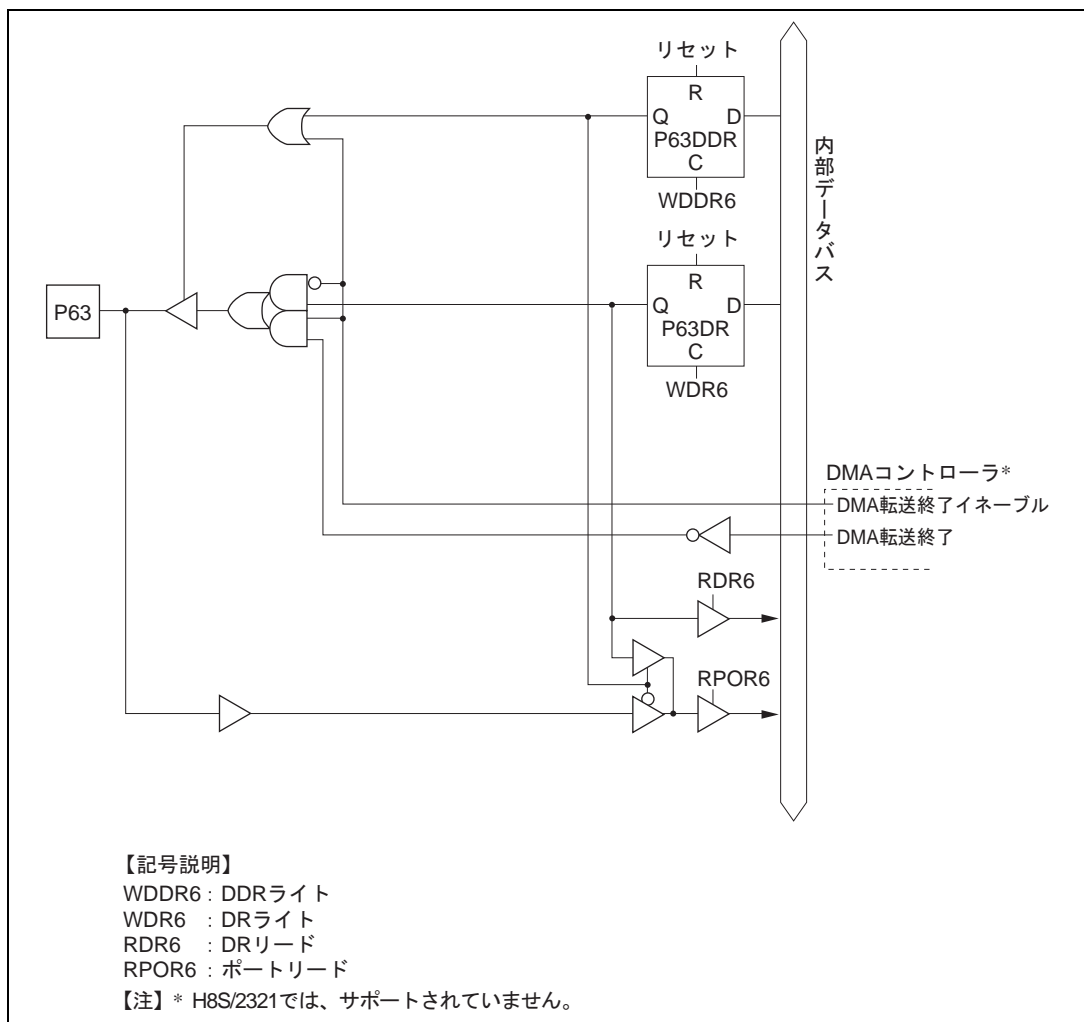 リセット
R
Q D
P63DDR
C
WDDR6
リセット
R
Q D
P63DR
C
WDR6
内部データバス
P63
DMAコントローラ*
DMA転送終了イネーブル
DMA転送終了
RDR6
RPOR6
【記号説明】
WDDR6 : DDRライト
WDR6 : DRライト
RDR6 : DRリード
RPOR6 : ポートリード
【注】* H8S/2321では、サポートされていません。